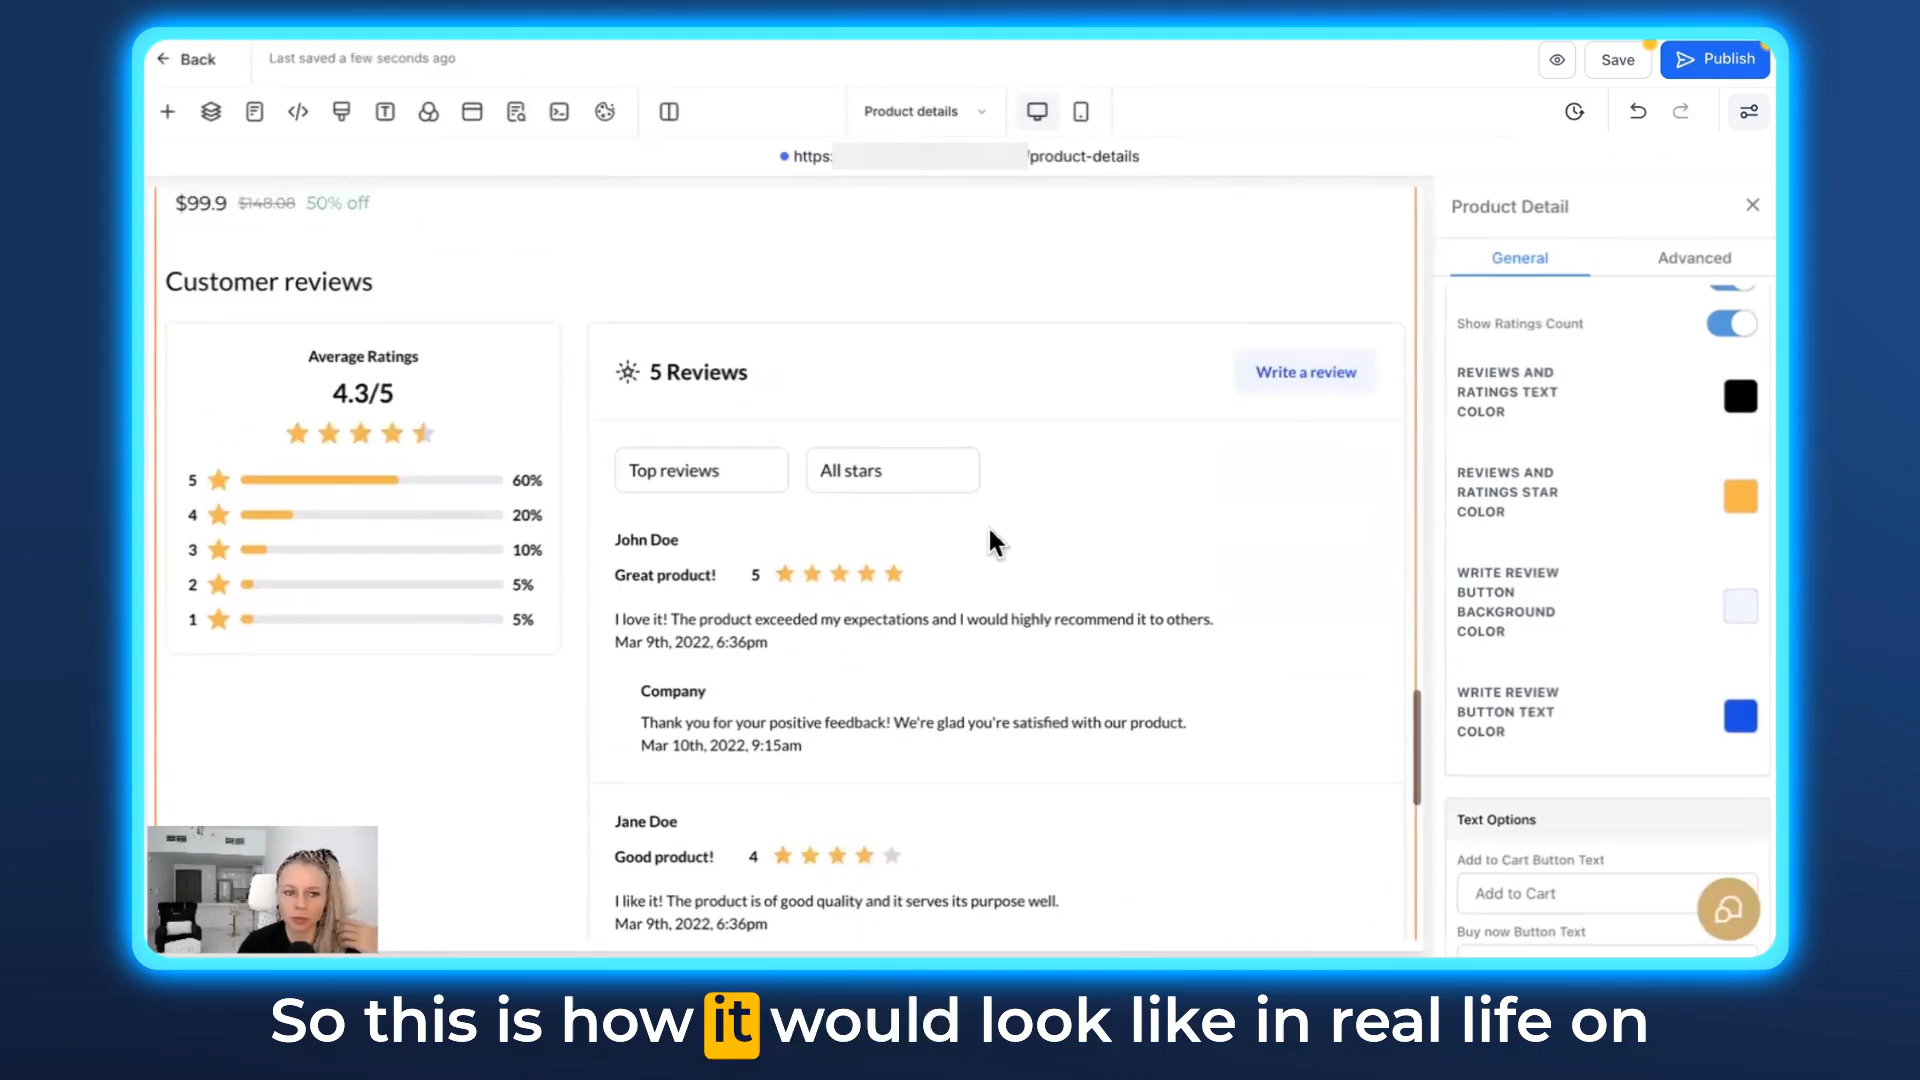 Back
Last saved a few seconds ago
Save
Publish
Product details
https:
/product-details
$99.9 $148.08 50% off
Customer reviews
Average Ratings
4.3/5
5 60%
4 20%
3 10%
2 5%
1 5%
5 Reviews
Write a review
Top reviews
All stars
John Doe
Great product! 5
I love it! The product exceeded my expectations and I would highly recommend it to others.
Mar 9th, 2022, 6:36pm
Company
Thank you for your positive feedback! We're glad you're satisfied with our product.
Mar 10th, 2022, 9:15am
Jane Doe
Good product! 4
I like it! The product is of good quality and it serves its purpose well.
Mar 9th, 2022, 6:36pm
Product Detail
General
Advanced
Show Ratings Count
REVIEWS AND
RATINGS TEXT
COLOR
REVIEWS AND
RATINGS STAR
COLOR
WRITE REVIEW
BUTTON
BACKGROUND
COLOR
WRITE REVIEW
BUTTON TEXT
COLOR
Text Options
Add to Cart Button Text
Add to Cart
Buy now Button Text
So this is how it would look like in real life on